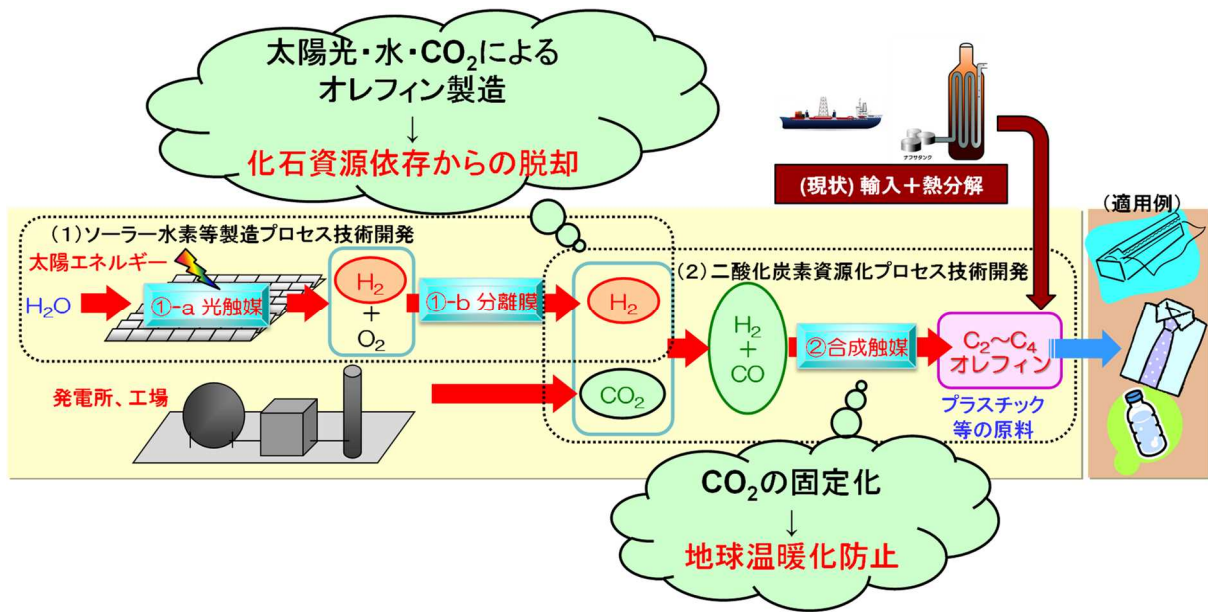 太陽光・水・CO₂による
オレフィン製造
↓
化石資源依存からの脱却
ナフサタンク
(現状) 輸入＋熱分解
(適用例)
(1)ソーラー水素等製造プロセス技術開発
太陽エネルギー
H₂O
①-a 光触媒
H₂
+
O₂
①-b 分離膜
(2)二酸化炭素資源化プロセス技術開発
H₂
CO₂
H₂
+
CO
②合成触媒
C₂～C₄
オレフィン
プラスチック
等の原料
発電所、工場
CO₂の固定化
↓
地球温暖化防止